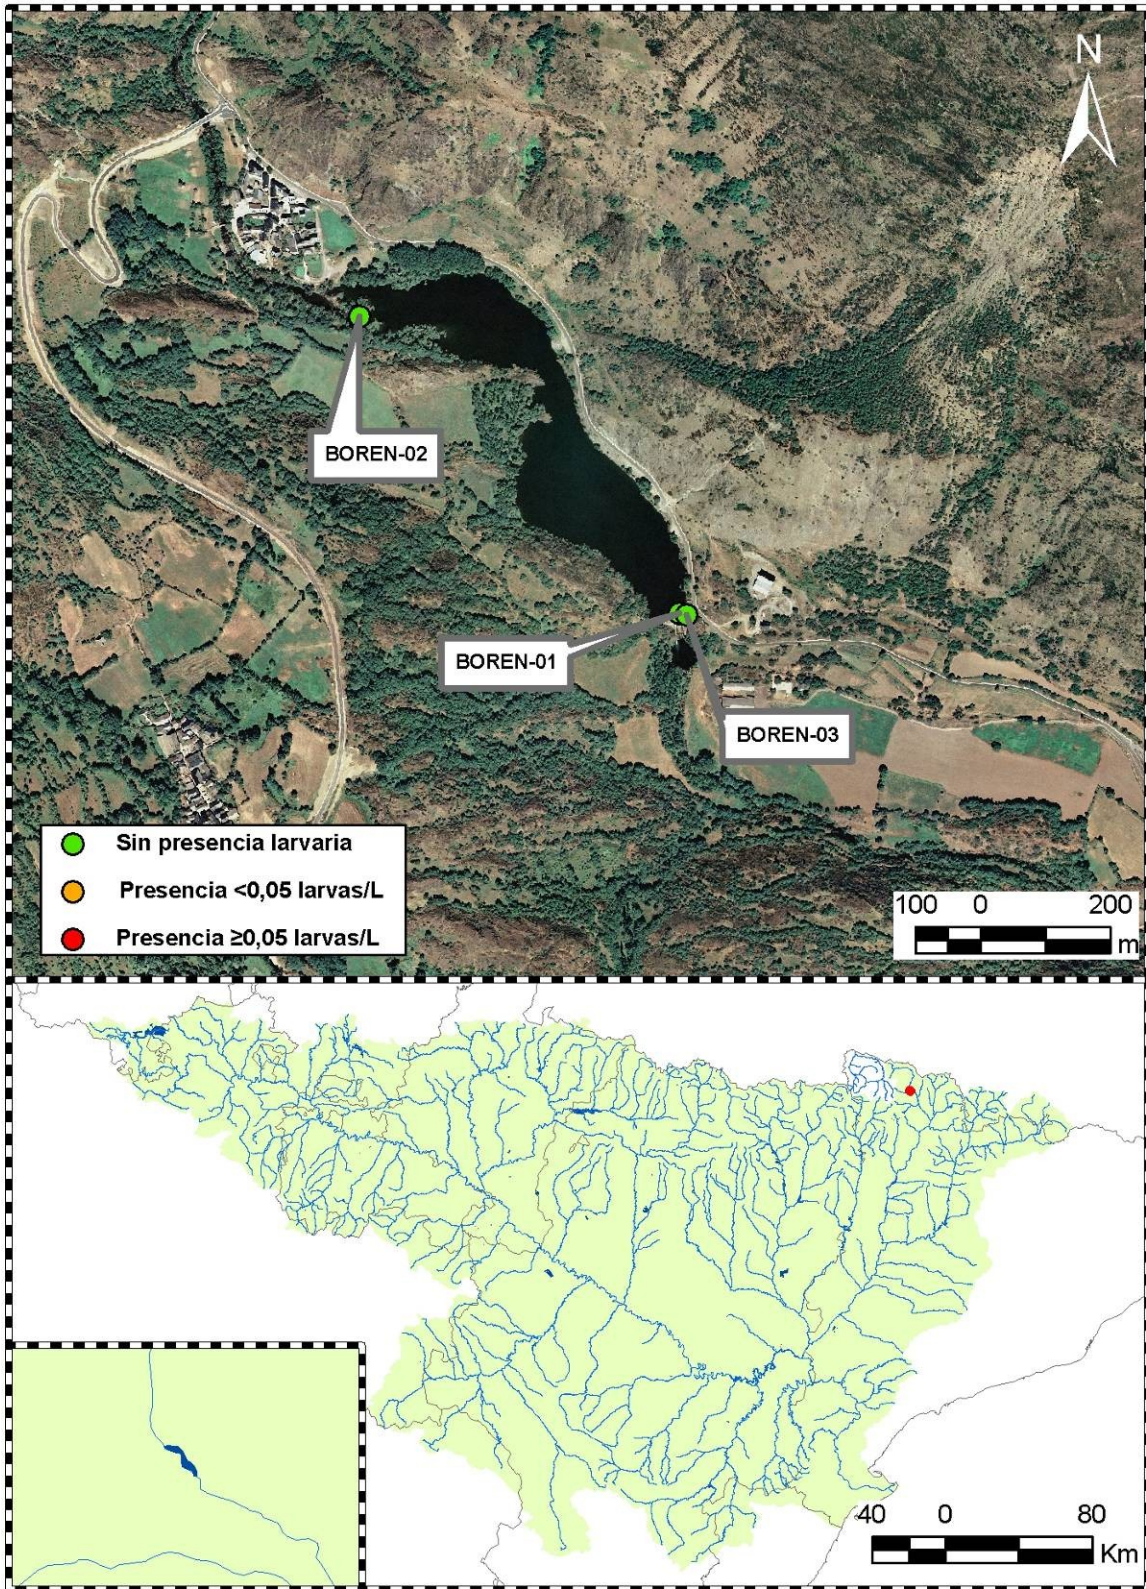 N
BOREN-02
BOREN-01
BOREN-03
Sin presencia larvaria
Presencia <0,05 larvas/L
Presencia ≥0,05 larvas/L
100 0 200
m
40 0 80
Km